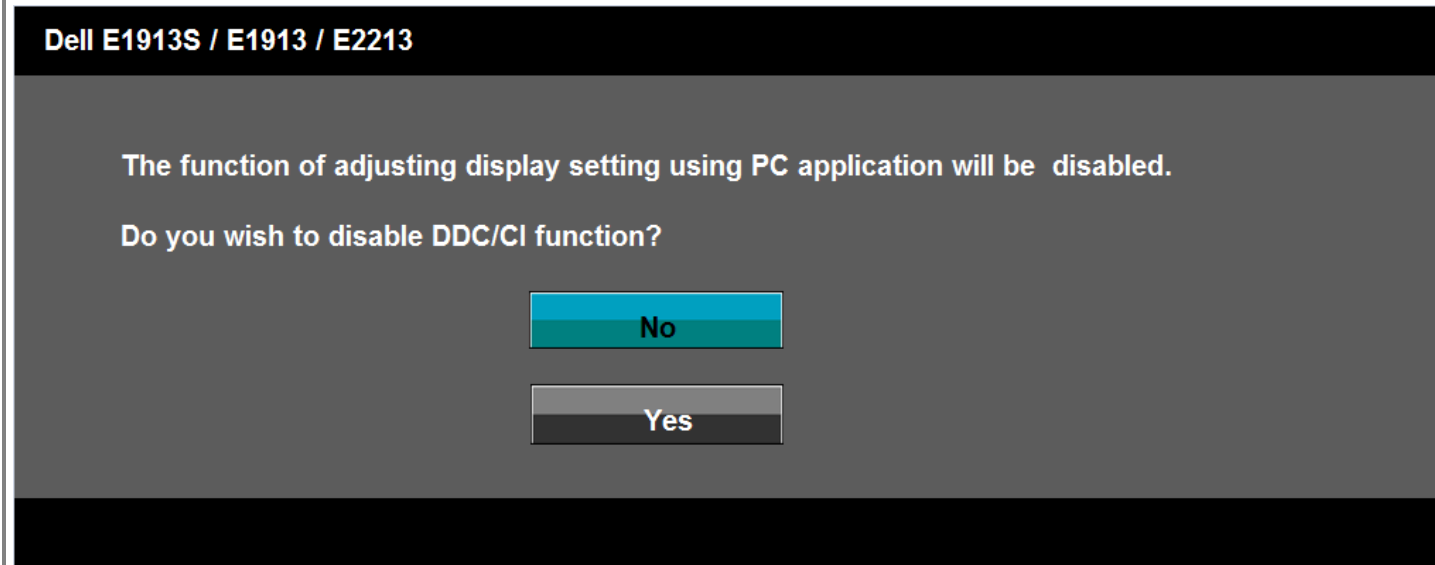 Dell E1913S / E1913 / E2213
The function of adjusting display setting using PC application will be  disabled.
Do you wish to disable DDC/CI function?
No
Yes